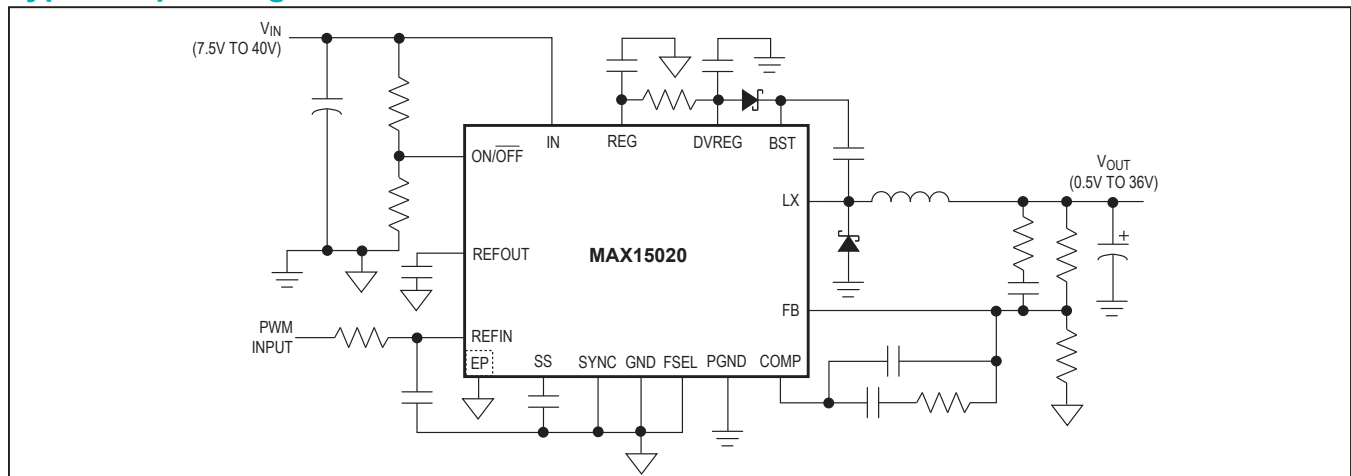 VIN
(7.5V TO 40V)
IN
REG
DVREG
BST
ON/OFF
LX
VOUT
(0.5V TO 36V)
REFOUT
MAX15020
FB
PWM
INPUT
REFIN
EP
SS
SYNC
GND
FSEL
PGND
COMP
+